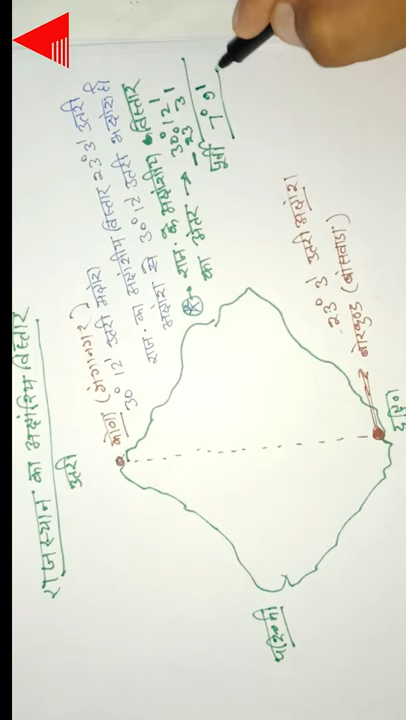 राजस्थान का अक्षांशीय विस्तार
उत्तरी
कोणा (गंगानगर)
30°12' उत्तरी अक्षांश
राज. का अक्षांशीय विस्तार 23°3' उत्तरी
अक्षांश से 30°12' उत्तरी अक्षांश है।
राज. के अक्षांशीय विस्तार
का अंतर → 30°12'
- 23°3'
7°9'
पूर्वी
23°3' उत्तरी अक्षांश।
बोरकुंड (बांसवाड़ा)
दक्षिण
पश्चिमी